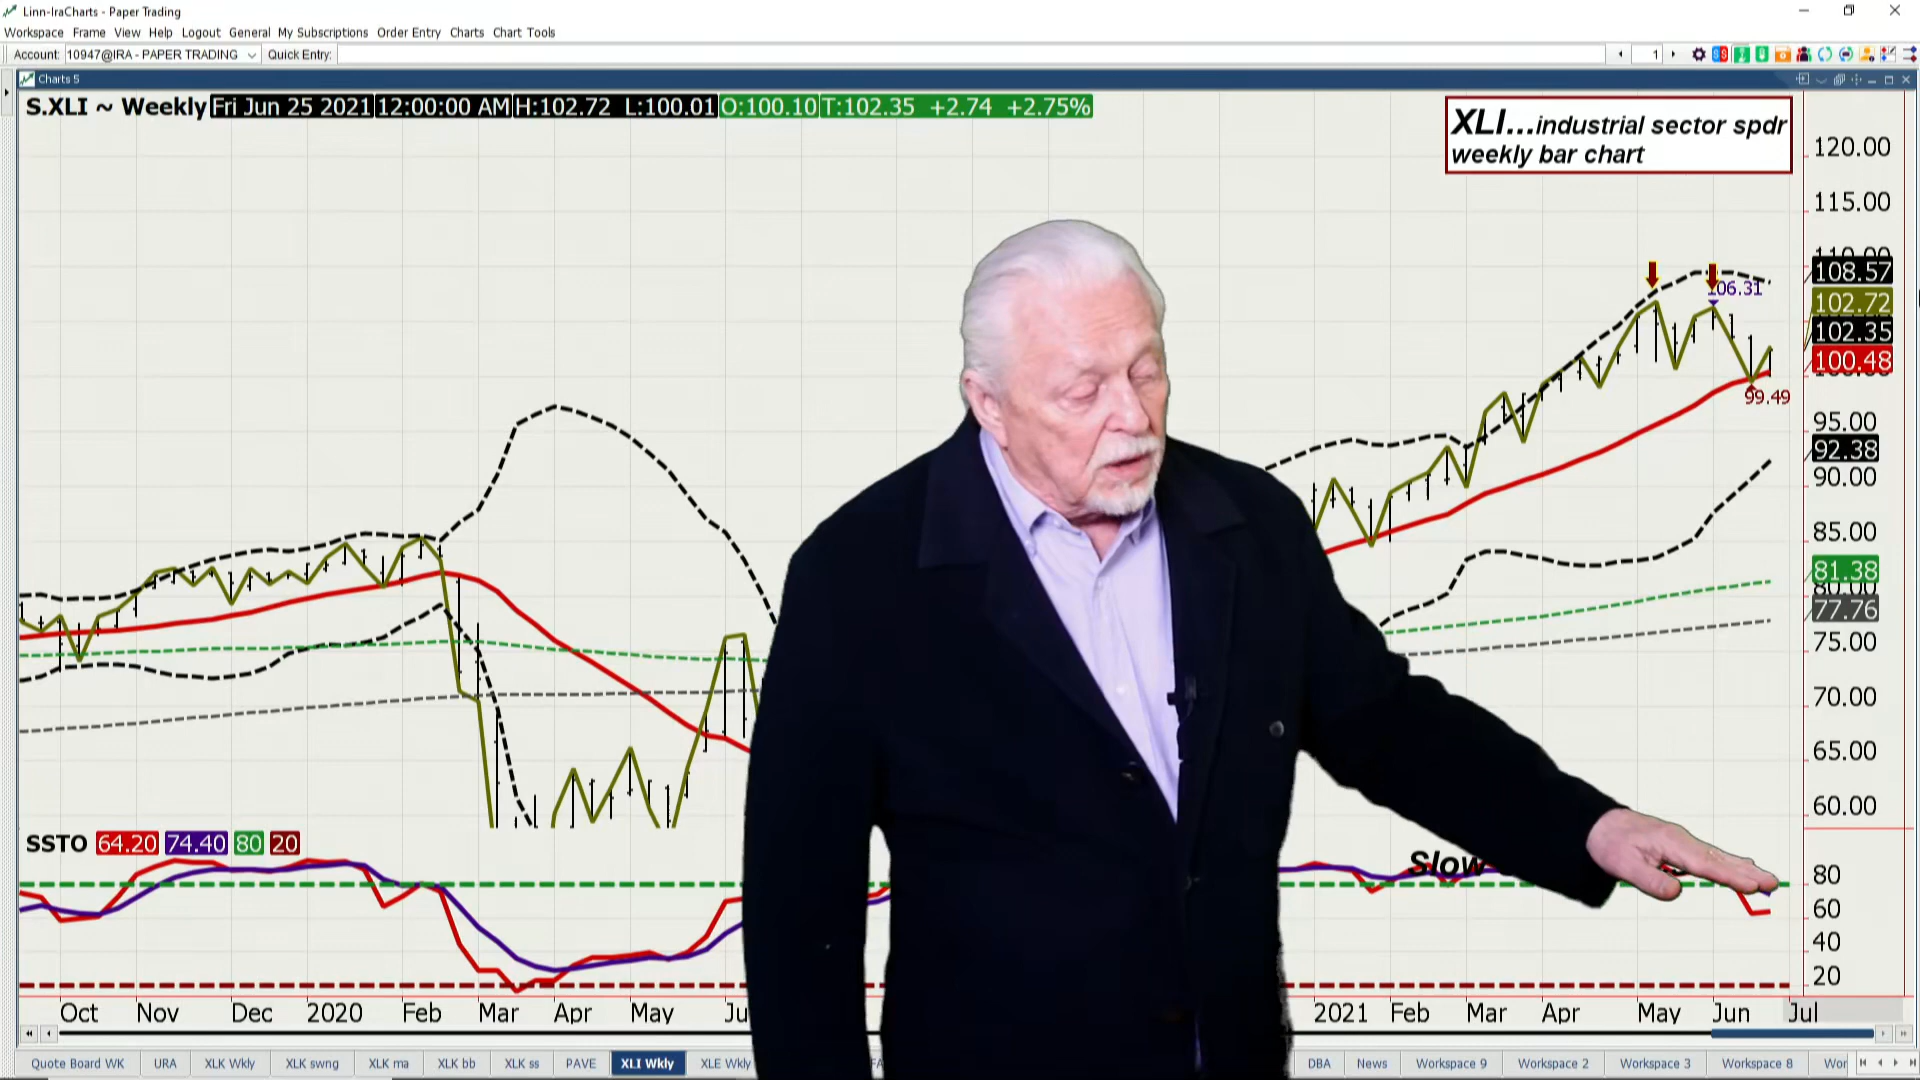 Linn-IraCharts - Paper Trading
Workspace Frame View Help Logout General My Subscriptions Order Entry Charts Chart Tools
Account: 10947@IRA - PAPER TRADING Quick Entry: 1
Charts 5
S.XLI ~ Weekly Fri Jun 25 2021 12:00:00 AM H:102.72 L:100.01 O:100.10 T:102.35 +2.74 +2.75%
XLI...industrial sector spdr
weekly bar chart
120.00
115.00
110.00
108.57
106.31
102.72
102.35
100.48
99.49
95.00
92.38
90.00
85.00
81.38
80.00
77.76
75.00
70.00
65.00
60.00
SSTO 64.20 74.40 80 20
Slow
80
60
40
20
Oct Nov Dec 2020 Feb Mar Apr May 2021 Feb Mar Apr May Jun Jul
Quote Board WK URA XLK Wkly XLK swng XLK ma XLK bb XLK ss PAVE XLI Wkly XLE Wkly DBA News Workspace 9 Workspace 2 Workspace 3 Workspace 8